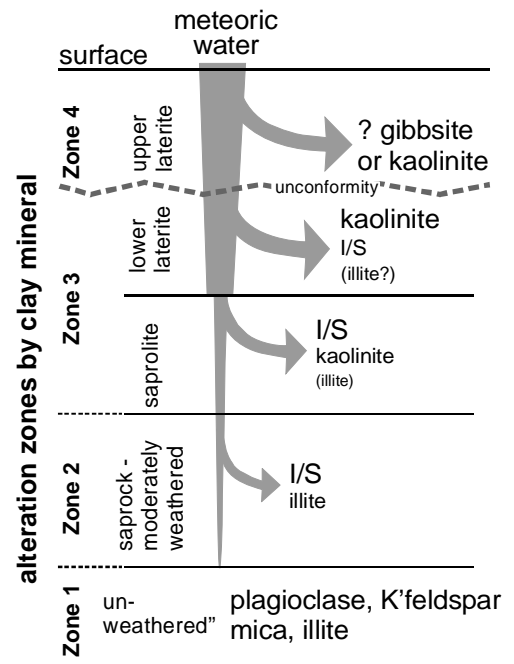 meteoric
water
surface
alteration zones by clay mineral
Zone 4
upper
laterite
? gibbsite
or kaolinite
unconformity
Zone 3
lower
laterite
kaolinite
I/S
(illite?)
saprolite
I/S
kaolinite
(illite)
Zone 2
saprock -
moderately
weathered
I/S
illite
Zone 1
un-
weathered”
plagioclase, K’feldspar
mica, illite